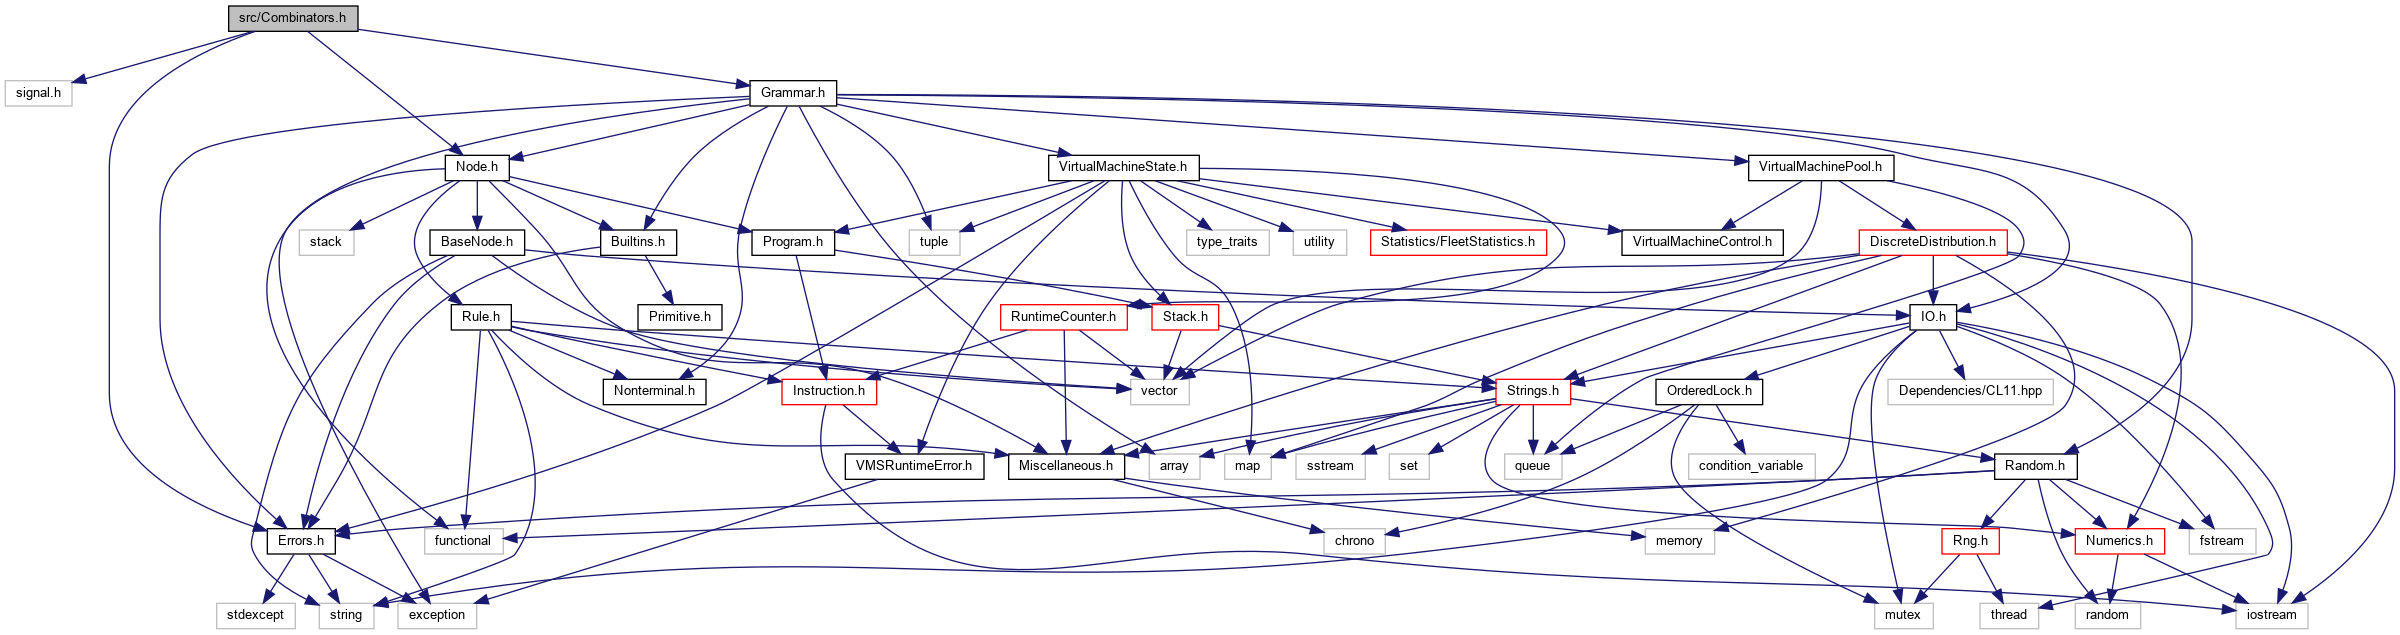 src/Combinators.h
signal.h
Grammar.h
Node.h
VirtualMachineState.h
VirtualMachinePool.h
stack
BaseNode.h
Builtins.h
Program.h
tuple
type_traits
utility
Statistics/FleetStatistics.h
VirtualMachineControl.h
DiscreteDistribution.h
Rule.h
Primitive.h
RuntimeCounter.h
Stack.h
IO.h
Nonterminal.h
Instruction.h
vector
Strings.h
OrderedLock.h
Dependencies/CL11.hpp
VMSRuntimeError.h
Miscellaneous.h
array
map
sstream
set
queue
condition_variable
Random.h
Errors.h
functional
chrono
memory
Rng.h
Numerics.h
fstream
stdexcept
string
exception
mutex
thread
random
iostream